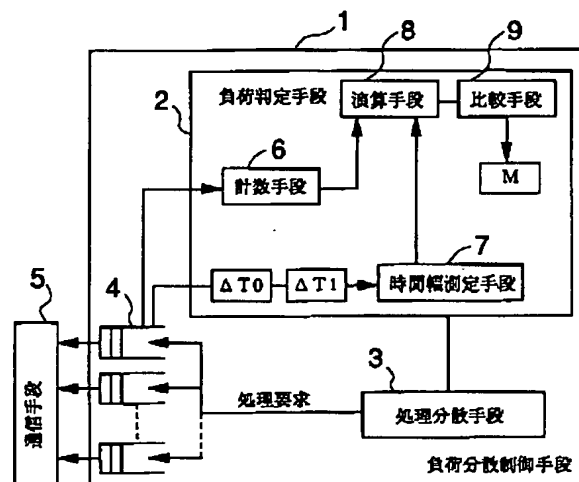 1
8
9
2
負荷判定手段
演算手段
比較手段
6
計数手段
M
7
ΔT0
ΔT1
時間幅測定手段
5
4
通信手段
3
処理要求
処理分散手段
負荷分散制御手段